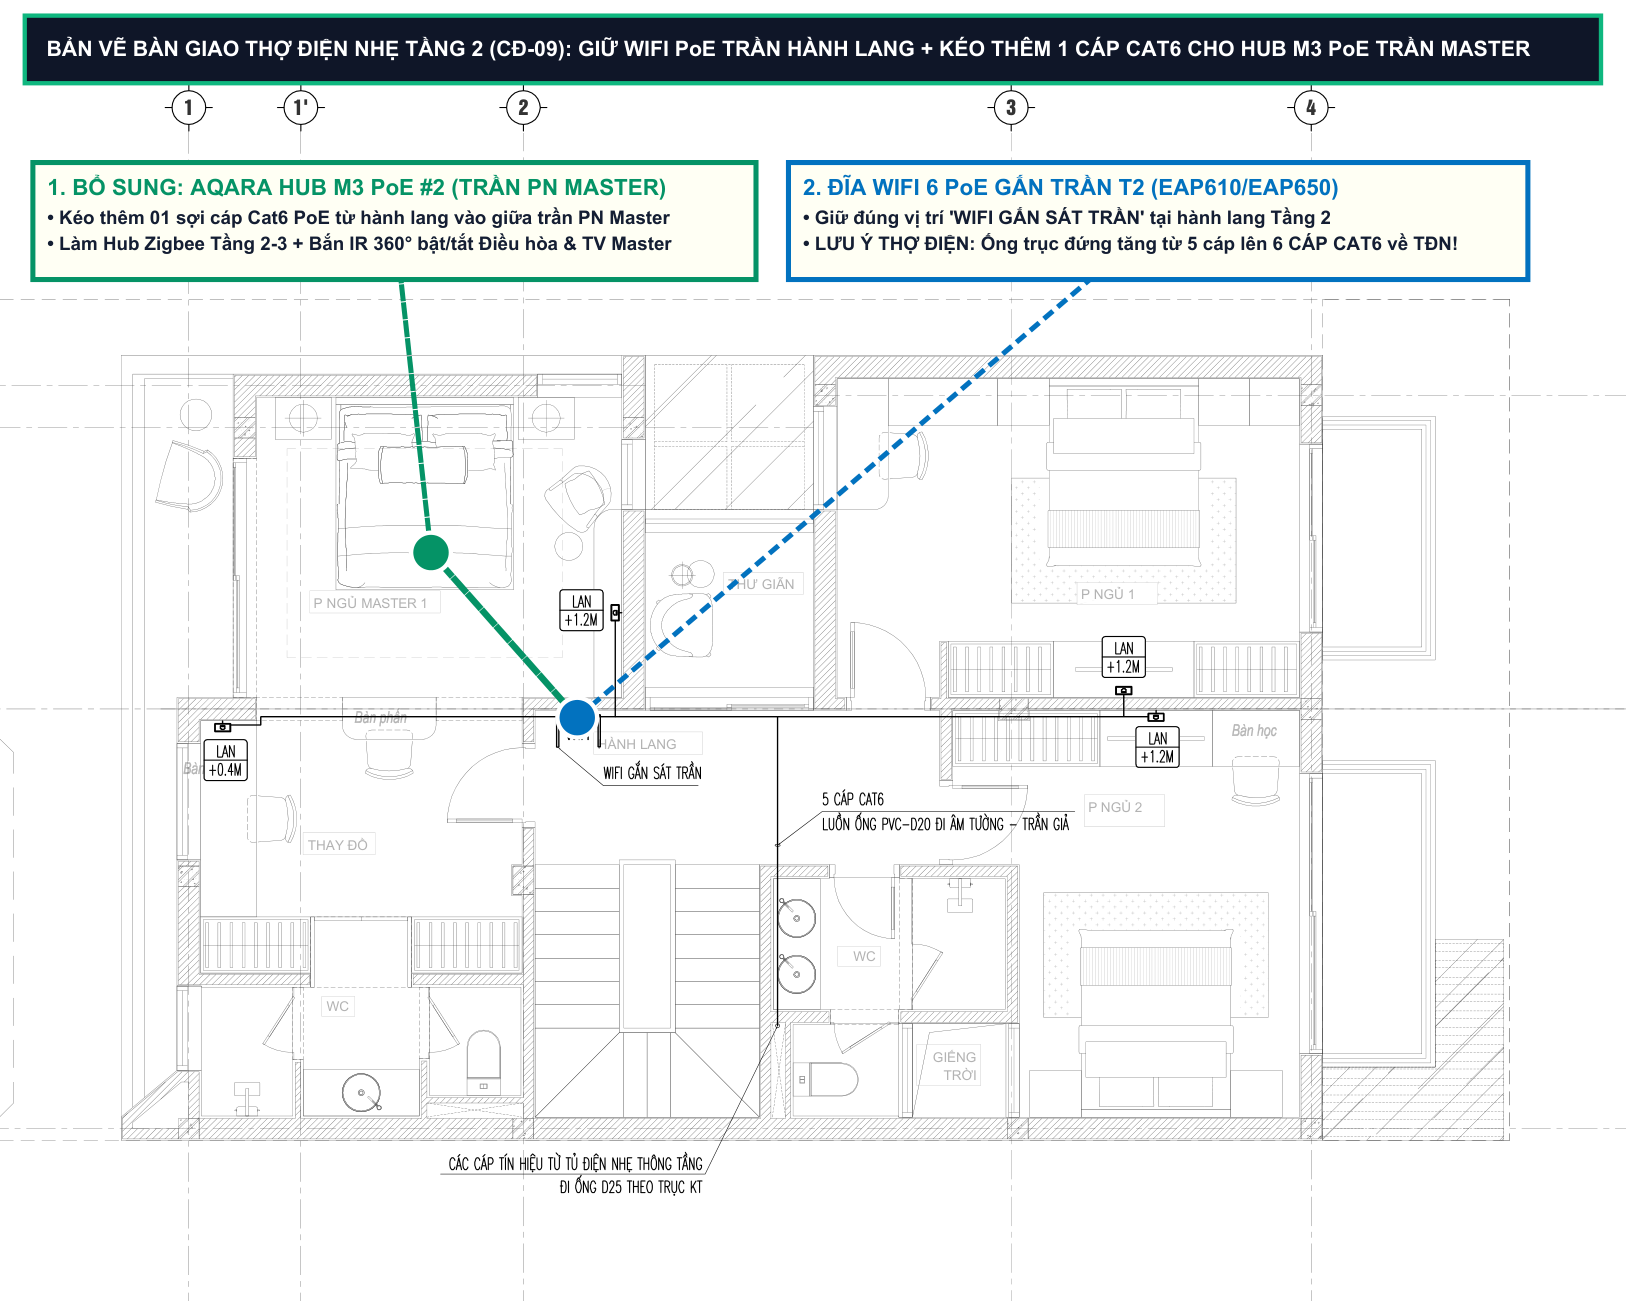 BẢN VẼ BÀN GIAO THỢ ĐIỆN NHẸ TẦNG 2 (CĐ-09): GIỮ WIFI PoE TRẦN HÀNH LANG + KÉO THÊM 1 CÁP CAT6 CHO HUB M3 PoE TRẦN MASTER
1 1' 2 3 4
1. BỔ SUNG: AQARA HUB M3 PoE #2 (TRẦN PN MASTER)
• Kéo thêm 01 sợi cáp Cat6 PoE từ hành lang vào giữa trần PN Master
• Làm Hub Zigbee Tầng 2-3 + Bắn IR 360° bật/tắt Điều hòa & TV Master
2. ĐĨA WIFI 6 PoE GẮN TRẦN T2 (EAP610/EAP650)
• Giữ đúng vị trí 'WIFI GẮN SÁT TRẦN' tại hành lang Tầng 2
• LƯU Ý THỢ ĐIỆN: Ống trục đứng tăng từ 5 cáp lên 6 CÁP CAT6 về TĐN!
THƯ GIÃN
P NGỦ MASTER 1
P NGỦ 1
LAN
+1.2M
LAN
+1.2M
Bàn phấn
HÀNH LANG
Bàn học
LAN
+0.4M
Bàn
LAN
+1.2M
WIFI GẮN SÁT TRẦN
5 CÁP CAT6
LUỒN ỐNG PVC-D20 ĐI ÂM TƯỜNG - TRẦN GIẢ
P NGỦ 2
THAY ĐỒ
WC
WC
GIẾNG
TRỜI
CÁC CÁP TÍN HIỆU TỪ TỦ ĐIỆN NHẸ THÔNG TẦNG
ĐI ỐNG D25 THEO TRỤC KT